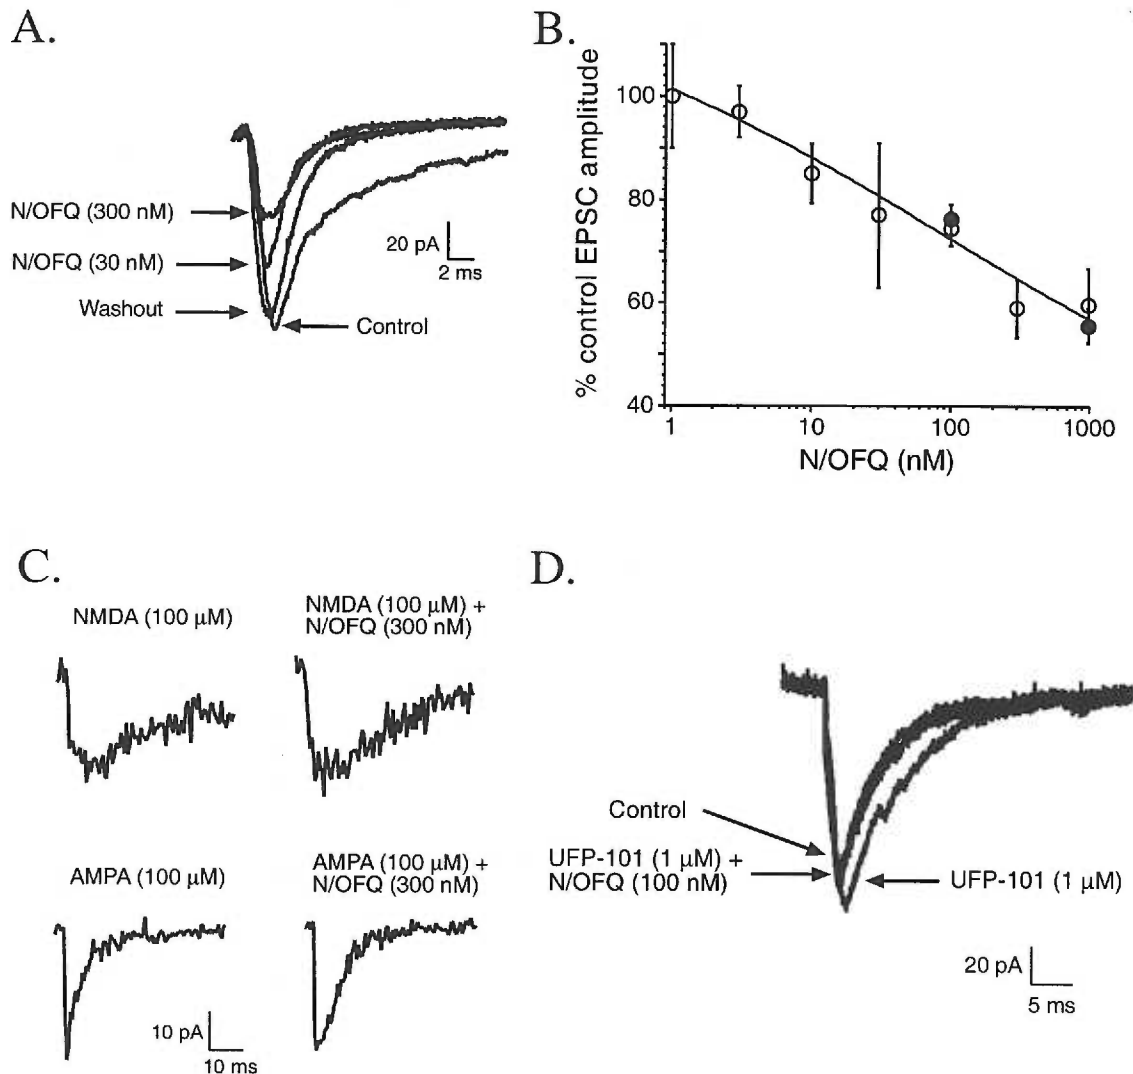 A.
N/OFQ (300 nM)
N/OFQ (30 nM)
Washout
Control
20 pA
2 ms
B.
% control EPSC amplitude
100
80
60
40
1
10
100
1000
N/OFQ (nM)
C.
NMDA (100 µM)
NMDA (100 µM) +
N/OFQ (300 nM)
AMPA (100 µM)
AMPA (100 µM) +
N/OFQ (300 nM)
10 pA
10 ms
D.
Control
UFP-101 (1 µM) +
N/OFQ (100 nM)
UFP-101 (1 µM)
20 pA
5 ms